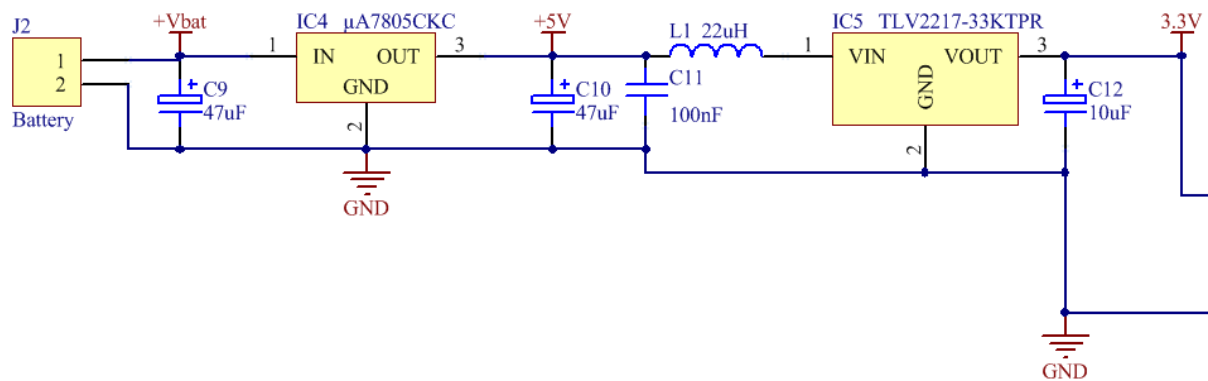 J2
1
2
Battery
+Vbat
C9
47uF
IC4 µA7805CKC
1
IN
OUT
GND
3
2
GND
+5V
C10
47uF
C11
100nF
L1 22uH
IC5 TLV2217-33KTPR
1
VIN
VOUT
GND
3
2
C12
10uF
3.3V
GND